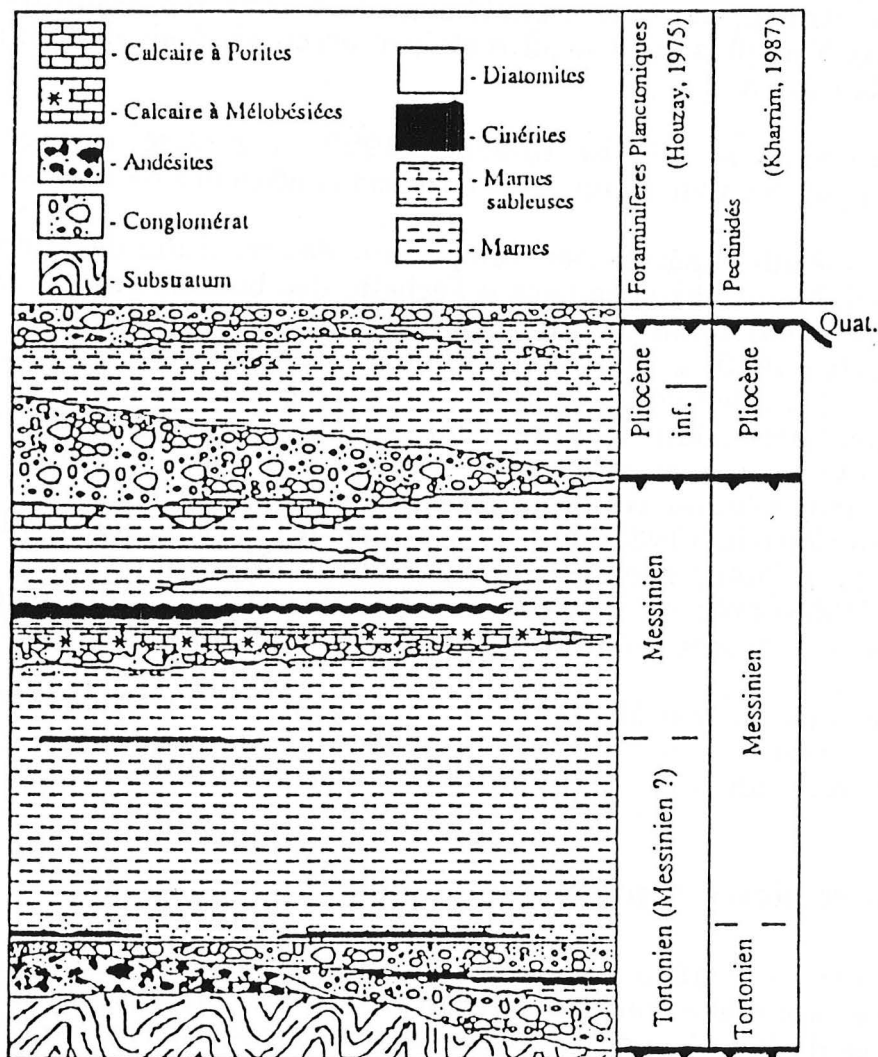 - Calcaire à Porites
- Calcaire à Mélobésiées
- Andésites
- Conglomérat
- Substratum
- Diatomites
- Cinérites
- Marnes
sableuses
- Marnes
Foraminiferes Planctoniques
(Houzay, 1975)
Pectinidés
(Kharrim, 1987)
Quat.
Pliocène
inf.
Pliocène
Messinien
Messinien
Tortonien (Messinien ?)
Tortonien